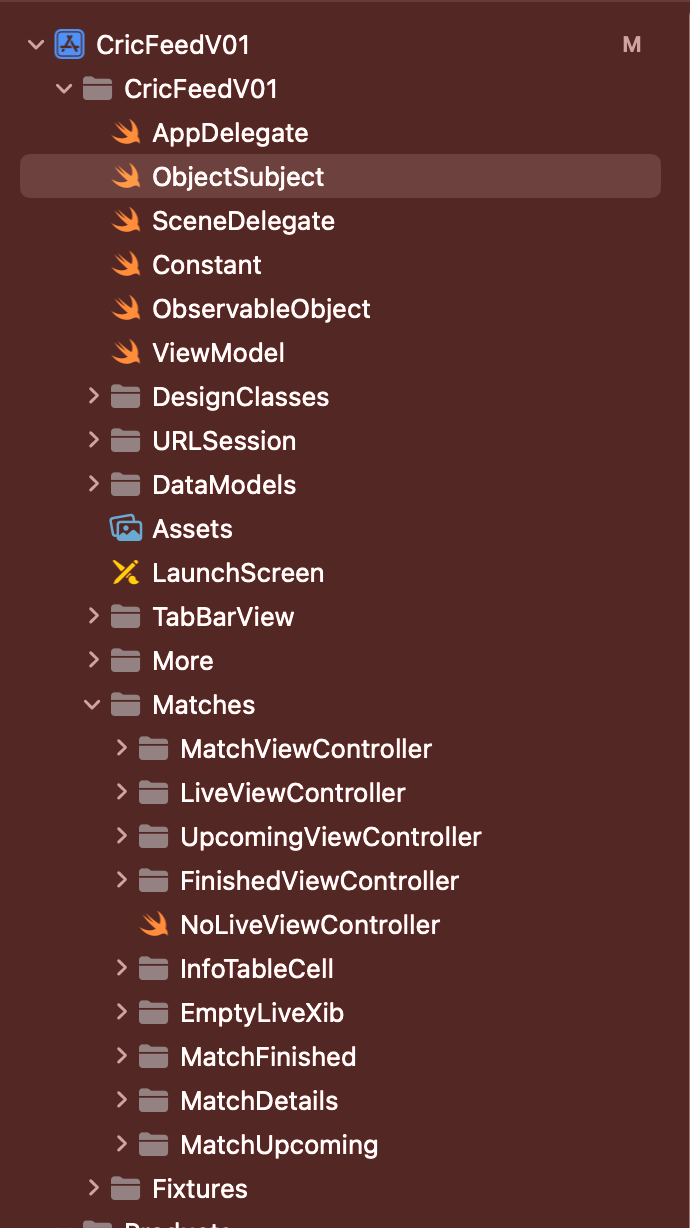 CricFeedV01 M
CricFeedV01
AppDelegate
ObjectSubject
SceneDelegate
Constant
ObservableObject
ViewModel
DesignClasses
URLSession
DataModels
Assets
LaunchScreen
TabBarView
More
Matches
MatchViewController
LiveViewController
UpcomingViewController
FinishedViewController
NoLiveViewController
InfoTableCell
EmptyLiveXib
MatchFinished
MatchDetails
MatchUpcoming
Fixtures